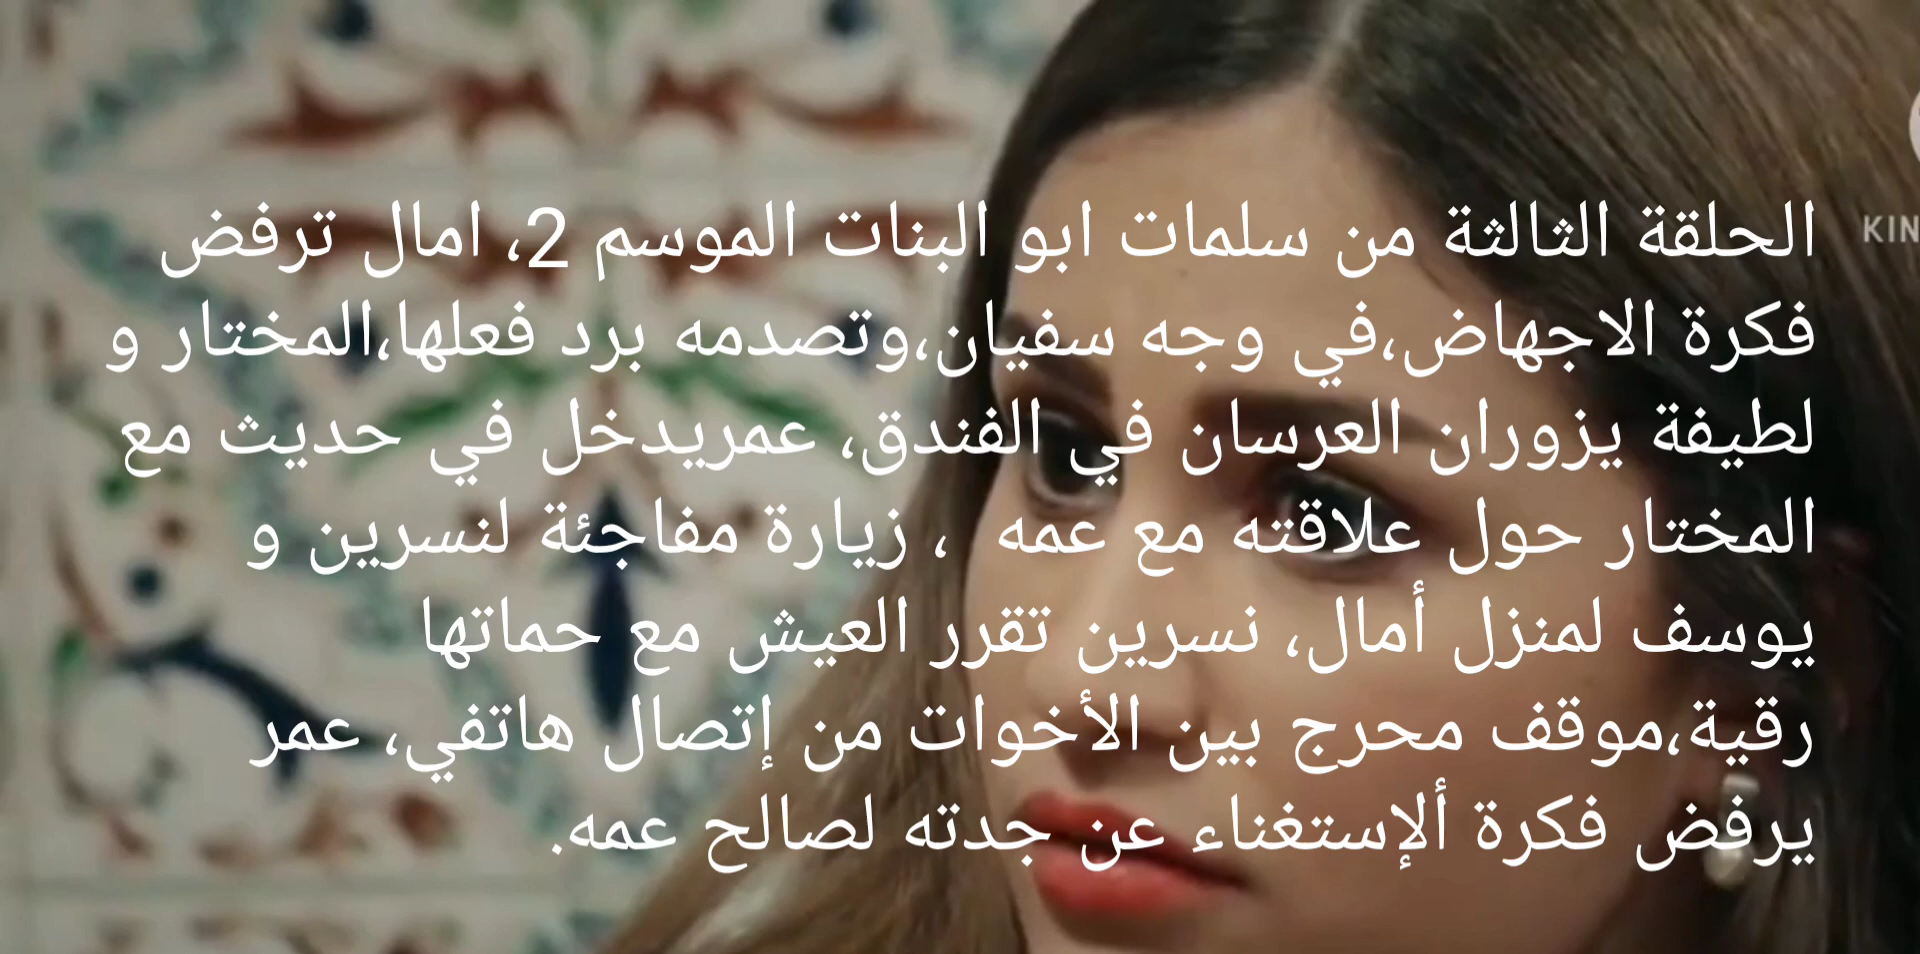 الحلقة الثالثة من سلمات ابو البنات الموسم 2، امال ترفض
فكرة الاجهاض،في وجه سفيان،وتصدمه برد فعلها،المختار و
لطيفة يزوران العرسان في الفندق، عمريدخل في حديث مع
المختار حول علاقته مع عمه ، زيارة مفاجئة لنسرين و
يوسف لمنزل أمال، نسرين تقرر العيش مع حماتها
رقية،موقف محرج بين الأخوات من إتصال هاتفي، عمر
يرفض فكرة ألإستغناء عن جدته لصالح عمه.
KIN